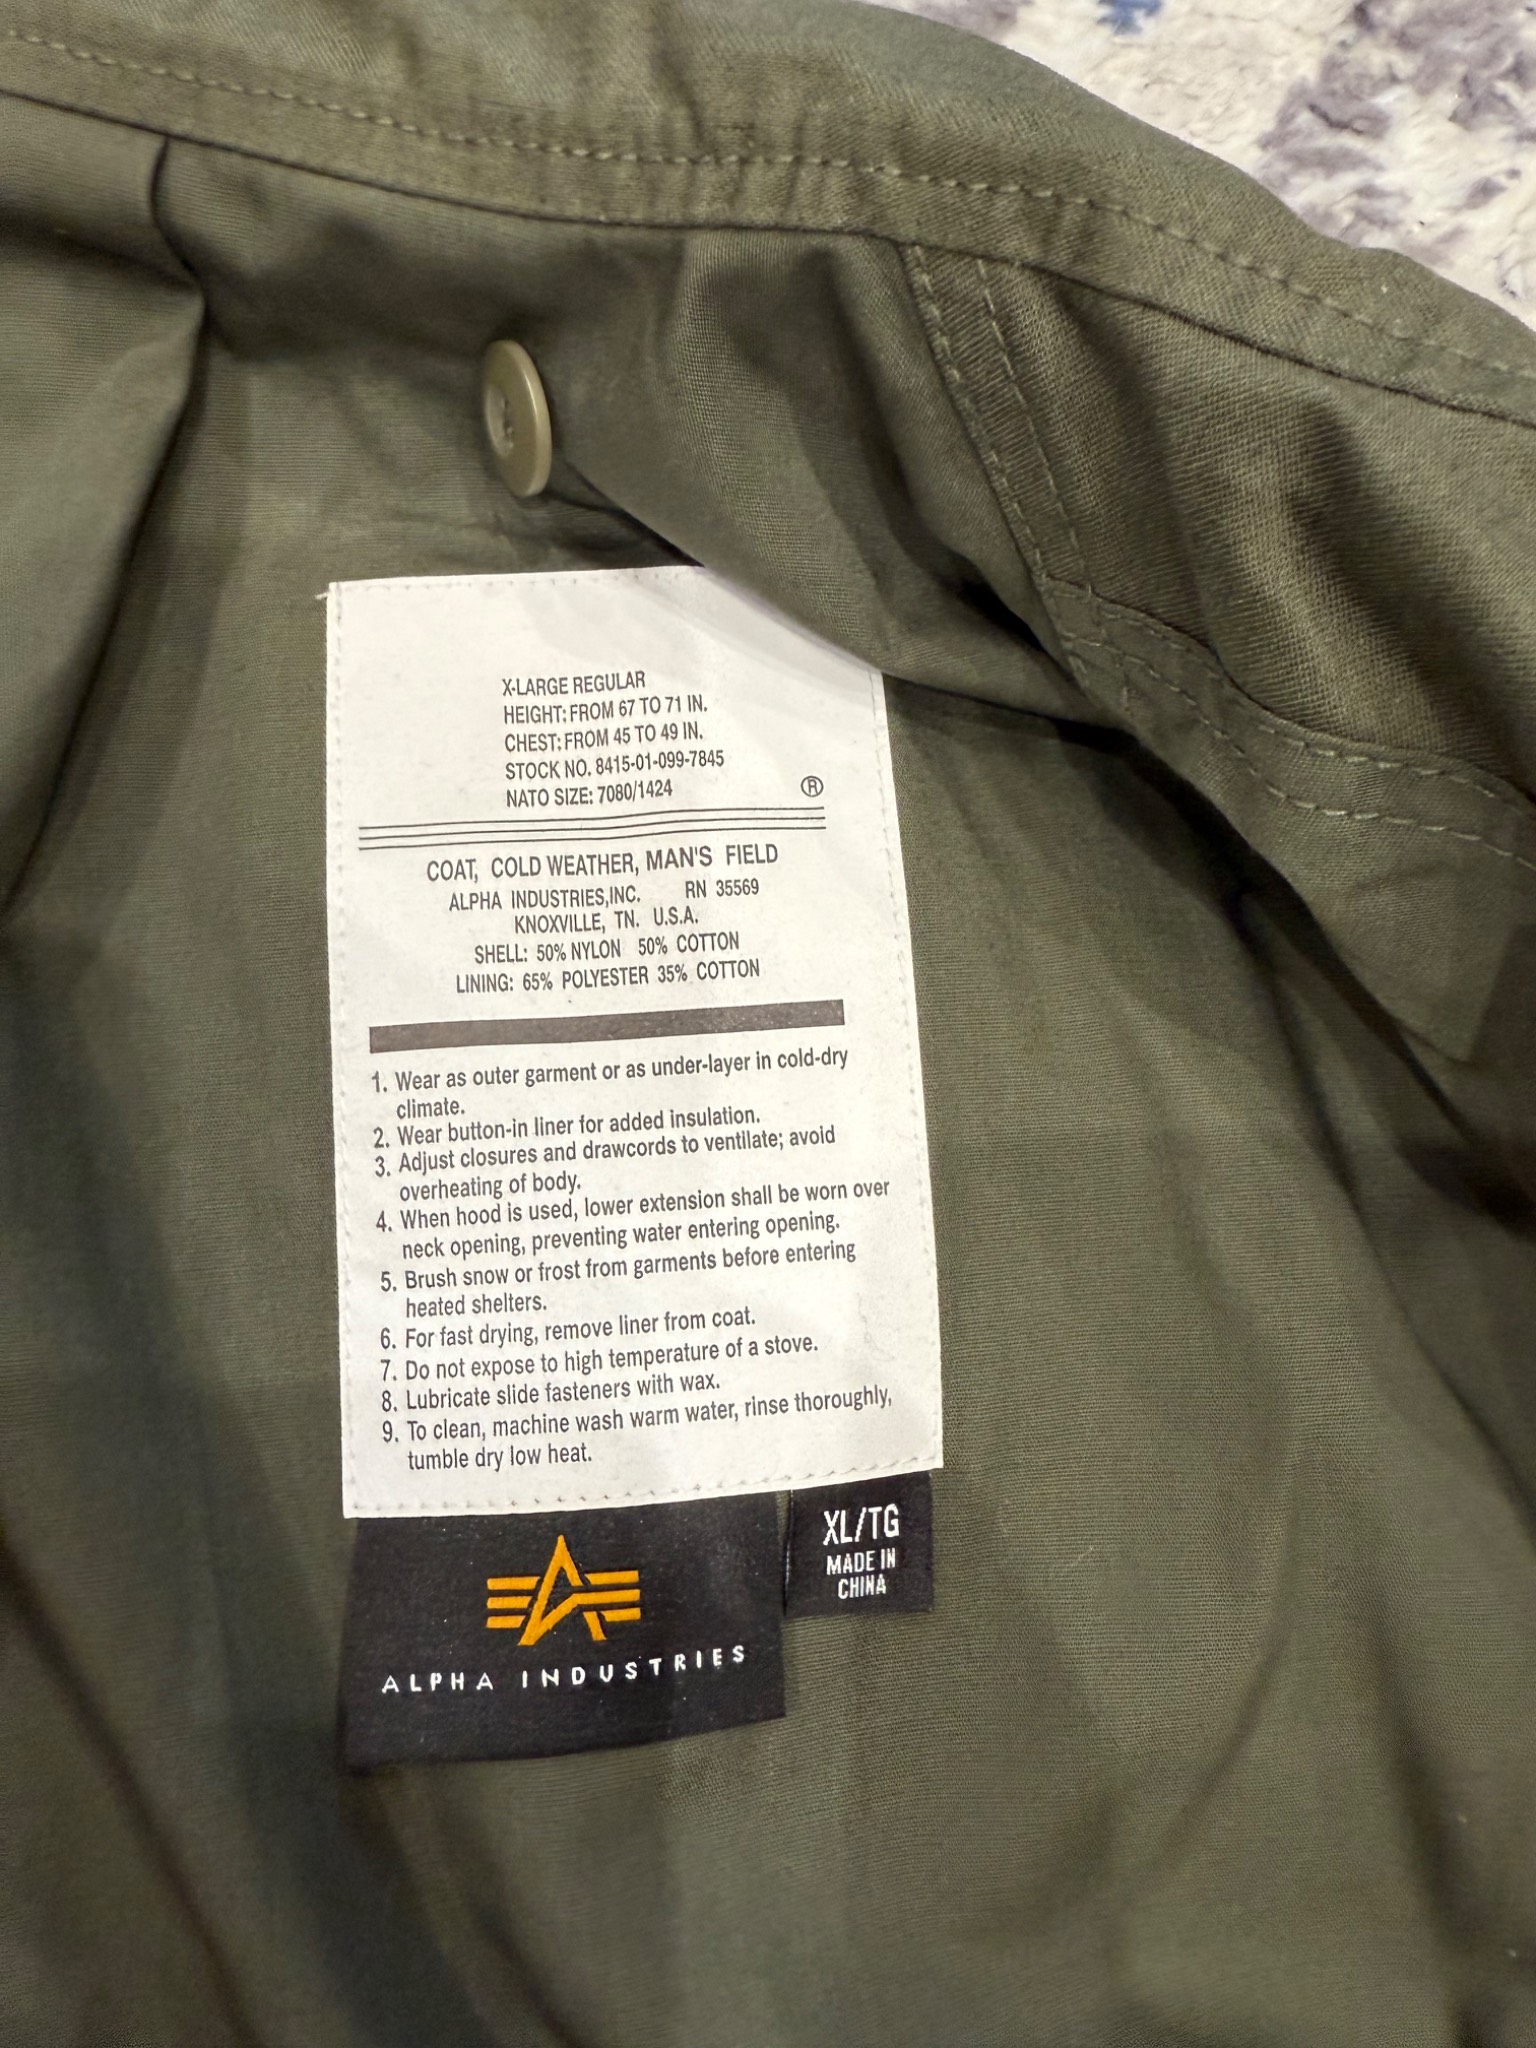 X-LARGE REGULAR
HEIGHT: FROM 67 TO 71 IN.
CHEST: FROM 45 TO 49 IN.
STOCK NO. 8415-01-099-7845
NATO SIZE: 7080/1424
®
COAT, COLD WEATHER, MAN'S FIELD
ALPHA INDUSTRIES,INC. RN 35569
KNOXVILLE, TN. U.S.A.
SHELL: 50% NYLON 50% COTTON
LINING: 65% POLYESTER 35% COTTON
1. Wear as outer garment or as under-layer in cold-dry
climate.
2. Wear button-in liner for added insulation.
3. Adjust closures and drawcords to ventilate; avoid
overheating of body.
4. When hood is used, lower extension shall be worn over
neck opening, preventing water entering opening.
5. Brush snow or frost from garments before entering
heated shelters.
6. For fast drying, remove liner from coat.
7. Do not expose to high temperature of a stove.
8. Lubricate slide fasteners with wax.
9. To clean, machine wash warm water, rinse thoroughly,
tumble dry low heat.
XL/TG
MADE IN
CHINA
ALPHA INDUSTRIES